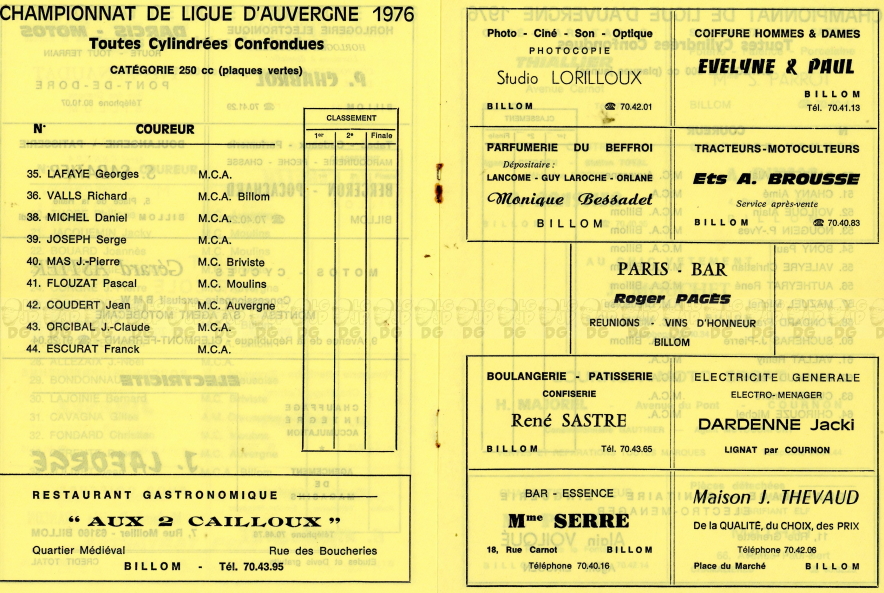 CHAMPIONNAT DE LIGUE D'AUVERGNE 1976
Toutes Cylindrées Confondues
CATÉGORIE 250 cc (plaques vertes)
CLASSEMENT
N° COUREUR 1er 2e Finale
35. LAFAYE Georges M.C.A.
36. VALLS Richard M.C.A. Billom
38. MICHEL Daniel M.C.A.
39. JOSEPH Serge M.C.A.
40. MAS J.-Pierre M.C. Briviste
41. FLOUZAT Pascal M.C. Moulins
42. COUDERT Jean M.C. Auvergne
43. ORCIBAL J.-Claude M.C.A.
44. ESCURAT Franck M.C.A.
RESTAURANT GASTRONOMIQUE
“ AUX 2 CAILLOUX ”
Quartier Médiéval Rue des Boucheries
BILLOM - Tél. 70.43.95
Photo - Ciné - Son - Optique
PHOTOCOPIE
Studio LORILLOUX
BILLOM ☎ 70.42.01
COIFFURE HOMMES & DAMES
EVELYNE & PAUL
BILLOM
Tél. 70.41.13
PARFUMERIE DU BEFFROI
Dépositaire :
LANCOME - GUY LAROCHE - ORLANE
Monique Bessadet
BILLOM
TRACTEURS-MOTOCULTEURS
Ets A. BROUSSE
Service après-vente
BILLOM ☎ 70.40.83
PARIS - BAR
Roger PAGÈS
REUNIONS - VINS D'HONNEUR
BILLOM
BOULANGERIE - PATISSERIE
CONFISERIE
René SASTRE
BILLOM Tél. 70.43.65
ELECTRICITE GENERALE
ELECTRO-MENAGER
DARDENNE Jacki
LIGNAT par COURNON
BAR - ESSENCE
Mme SERRE
18, Rue Carnot BILLOM
Téléphone 70.40.16
Maison J. THEVAUD
De la QUALITÉ, du CHOIX, des PRIX
Téléphone 70.42.06
Place du Marché BILLOM